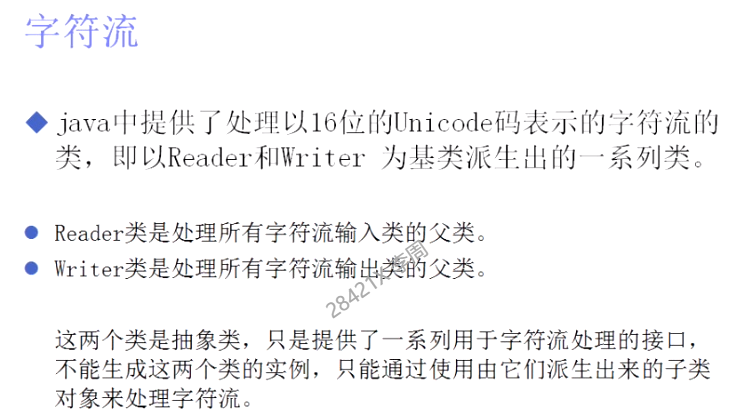 字符流
java中提供了处理以16位的Unicode码表示的字符流的
类，即以Reader和Writer 为基类派生出的一系列类。
Reader类是处理所有字符流输入类的父类。
Writer类是处理所有字符流输出类的父类。
这两个类是抽象类，只是提供了一系列用于字符流处理的接口，
不能生成这两个类的实例，只能通过使用由它们派生出来的子类
对象来处理字符流。